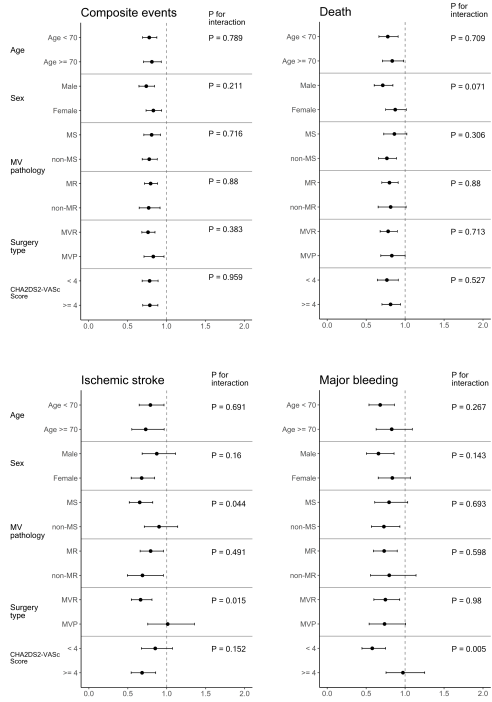 Composite events
P for
interaction
Age
Age < 70
P = 0.789
Age >= 70
Sex
Male
P = 0.211
Female
MV
pathology
MS
P = 0.716
non-MS
MR
P = 0.88
non-MR
Surgery
type
MVR
P = 0.383
MVP
CHA2DS2-VASc
Score
< 4
P = 0.959
>= 4
0.0 0.5 1.0 1.5 2.0
Death
P for
interaction
Age < 70
P = 0.709
Age >= 70
Male
P = 0.071
Female
MS
P = 0.306
non-MS
MR
P = 0.88
non-MR
MVR
P = 0.713
MVP
< 4
P = 0.527
>= 4
0.0 0.5 1.0 1.5 2.0
Ischemic stroke
P for
interaction
Age
Age < 70
P = 0.691
Age >= 70
Sex
Male
P = 0.16
Female
MV
pathology
MS
P = 0.044
non-MS
MR
P = 0.491
non-MR
Surgery
type
MVR
P = 0.015
MVP
CHA2DS2-VASc
Score
< 4
P = 0.152
>= 4
0.0 0.5 1.0 1.5 2.0
Major bleeding
P for
interaction
Age < 70
P = 0.267
Age >= 70
Male
P = 0.143
Female
MS
P = 0.693
non-MS
MR
P = 0.598
non-MR
MVR
P = 0.98
MVP
< 4
P = 0.005
>= 4
0.0 0.5 1.0 1.5 2.0